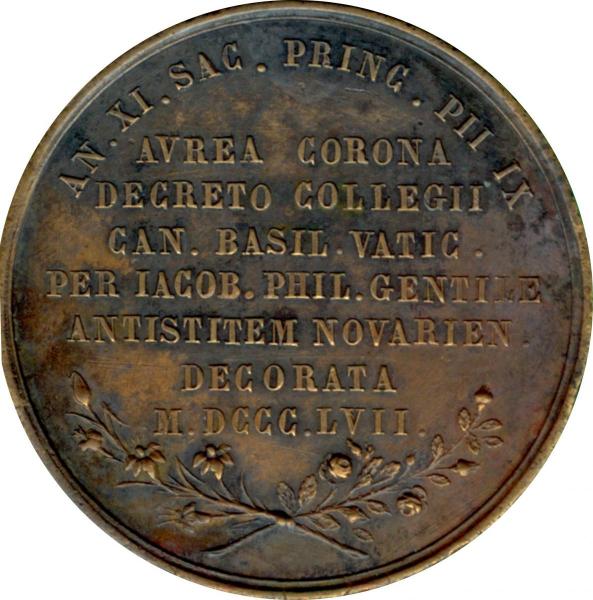 AN. XI. SAC. PRINC. PII IX
AVREA CORONA
DECRETO COLLEGII
CAN. BASIL. VATIC.
PER IACOB. PHIL. GENTILE
ANTISTITEM NOVARIEN.
DECORATA
M. DCCC. LVII.